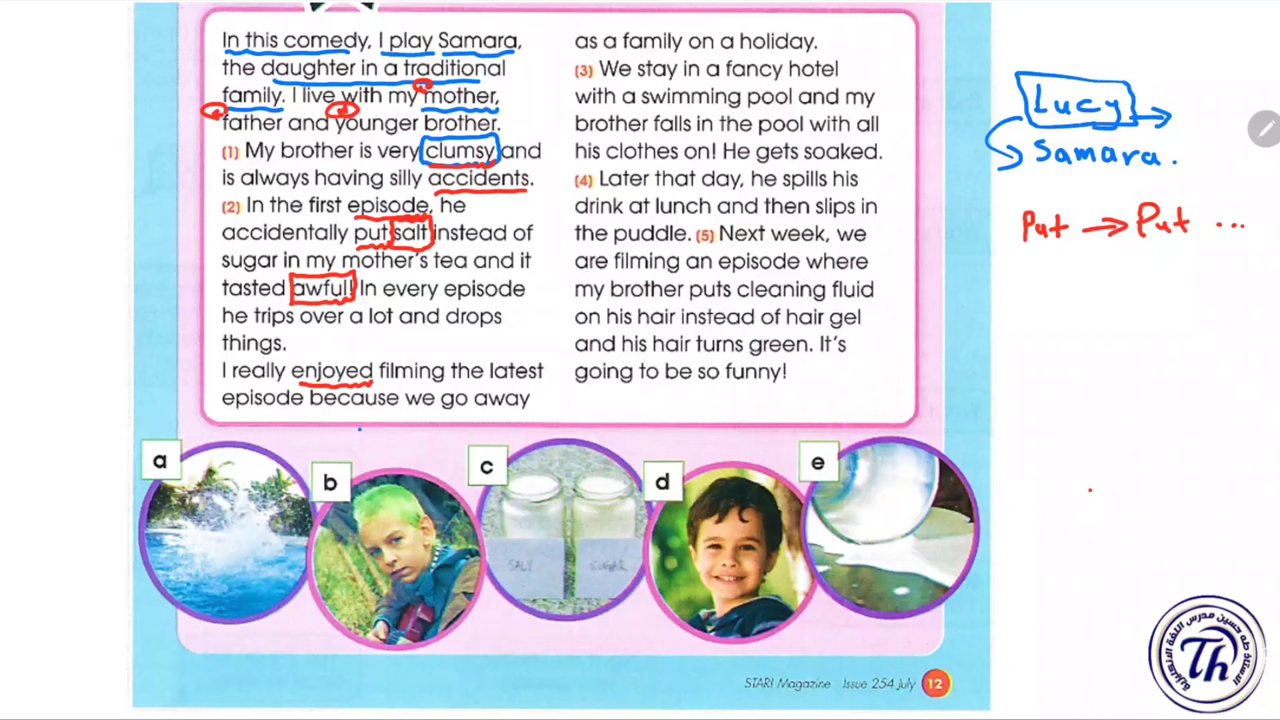 In this comedy, I play Samara,
the daughter in a traditional
family. I live with my mother,
father and younger brother.
(1) My brother is very clumsy and
is always having silly accidents.
(2) In the first episode, he
accidentally put salt instead of
sugar in my mother's tea and it
tasted awful! In every episode
he trips over a lot and drops
things.
I really enjoyed filming the latest
episode because we go away
as a family on a holiday.
(3) We stay in a fancy hotel
with a swimming pool and my
brother falls in the pool with all
his clothes on! He gets soaked.
(4) Later that day, he spills his
drink at lunch and then slips in
the puddle. (5) Next week, we
are filming an episode where
my brother puts cleaning fluid
on his hair instead of hair gel
and his hair turns green. It's
going to be so funny!
Lucy
Samara.
Put → Put ...
a
b
c
d
e
SALT
SUGAR
STAR! Magazine Issue 254 july 12
الاستاذ طه حسين مدرس اللغة الانجليزية
Th